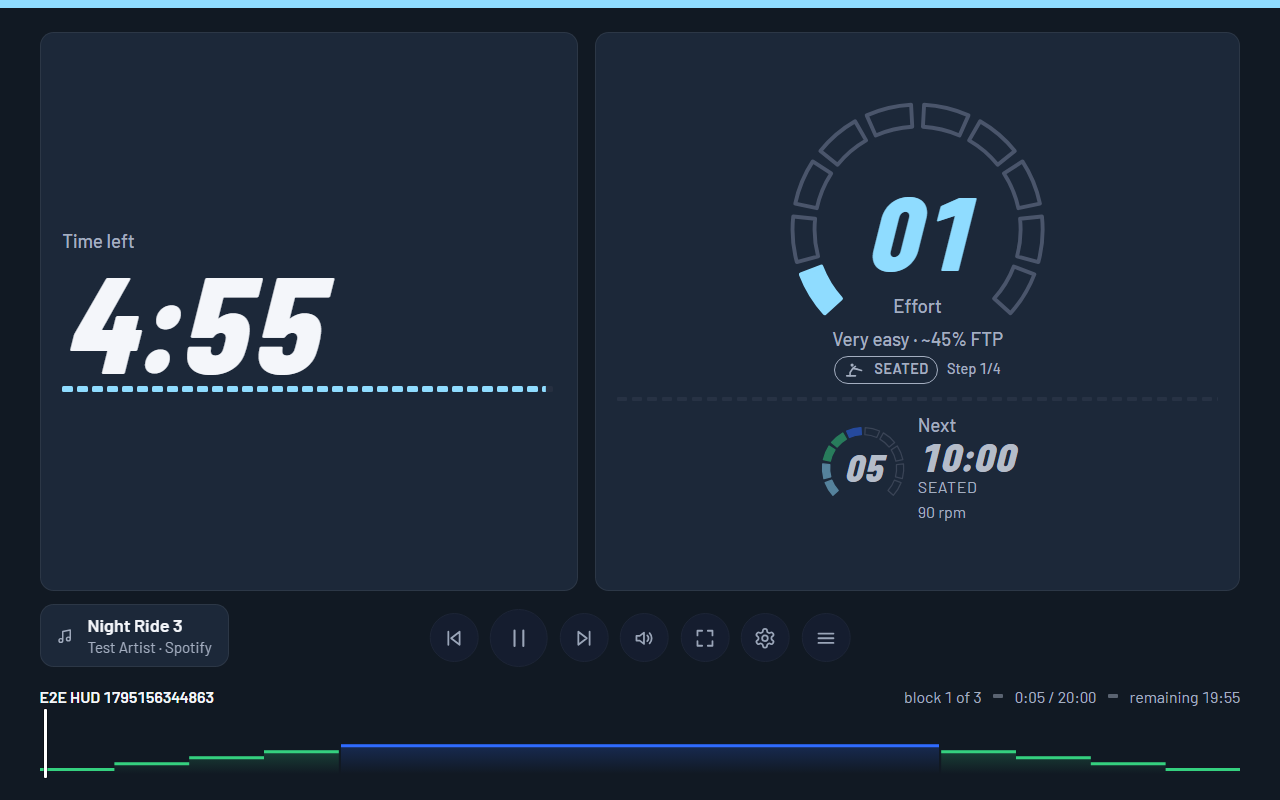 Time left
4:55
01
Effort
Very easy · ~45% FTP
SEATED Step 1/4
05
Next
10:00
SEATED
90 rpm
Night Ride 3
Test Artist · Spotify
E2E HUD 1795156344863
block 1 of 3 – 0:05 / 20:00 – remaining 19:55